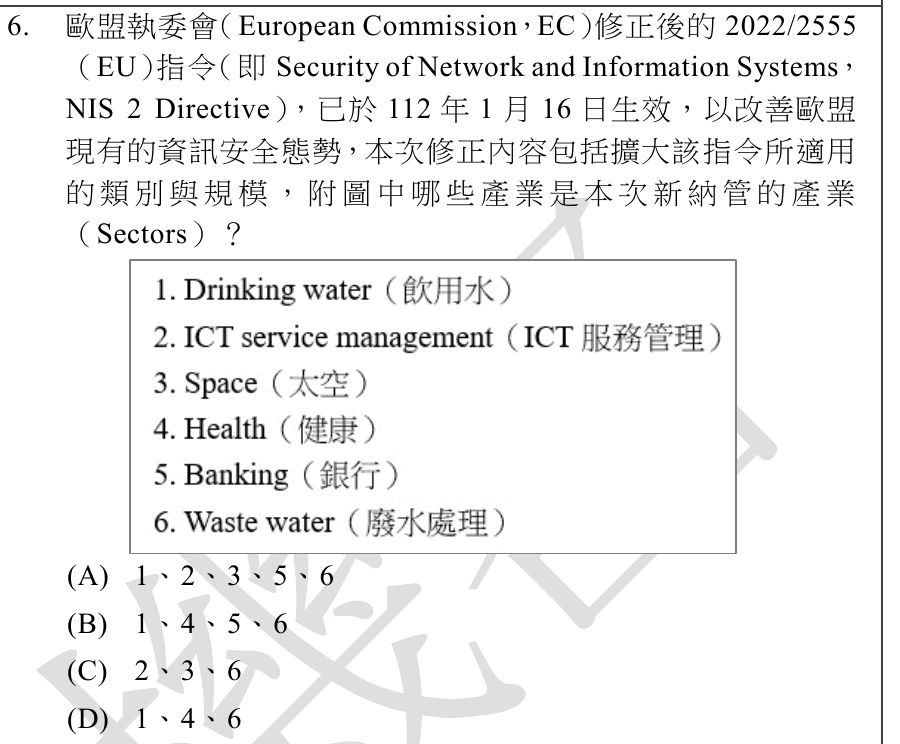 6. 歐盟執委會(European Commission，EC)修正後的 2022/2555
（EU)指令(即 Security of Network and Information Systems，
NIS 2 Directive)，已於 112 年 1 月 16 日生效，以改善歐盟
現有的資訊安全態勢，本次修正內容包括擴大該指令所適用
的類別與規模，附圖中哪些產業是本次新納管的產業
（Sectors）？
1. Drinking water（飲用水）
2. ICT service management（ICT 服務管理）
3. Space（太空）
4. Health（健康）
5. Banking（銀行）
6. Waste water（廢水處理）
(A) 1、2、3、5、6
(B) 1、4、5、6
(C) 2、3、6
(D) 1、4、6